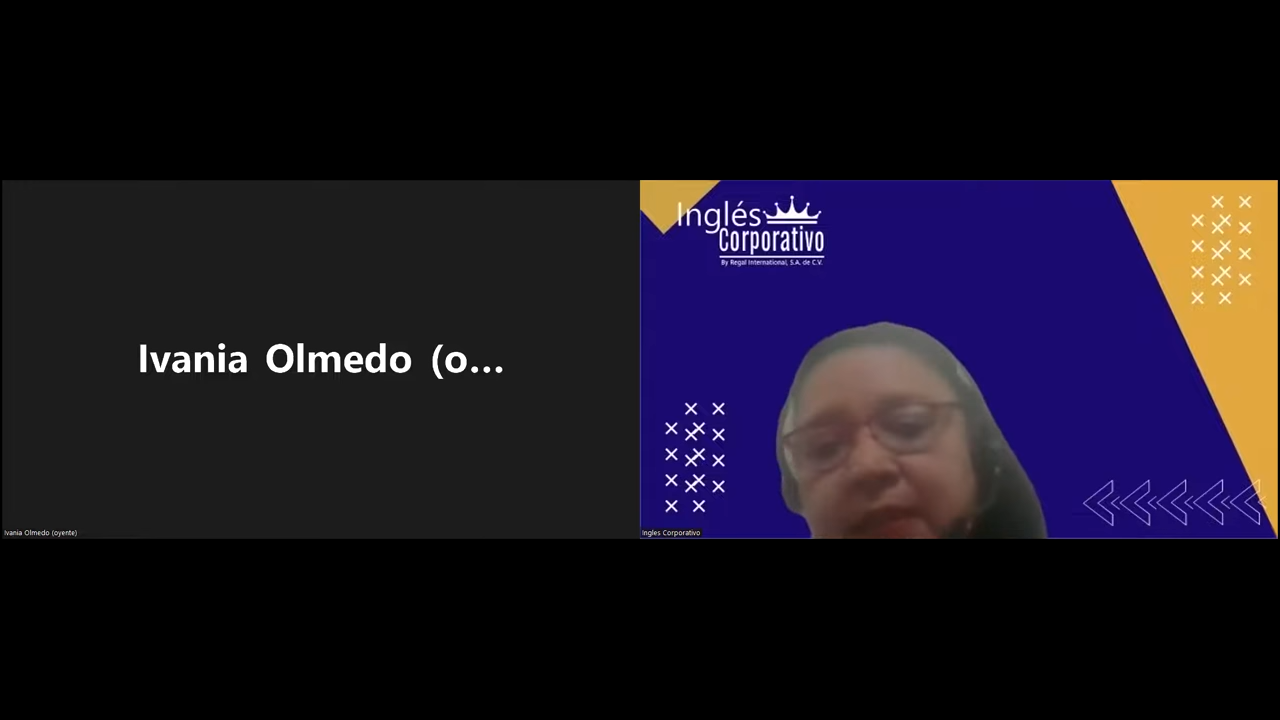 Ivania Olmedo (o...
Ivania Olmedo (oyente)
Inglés
Corporativo
By Regal International, S.A. de C.V.
Ingles Corporativo